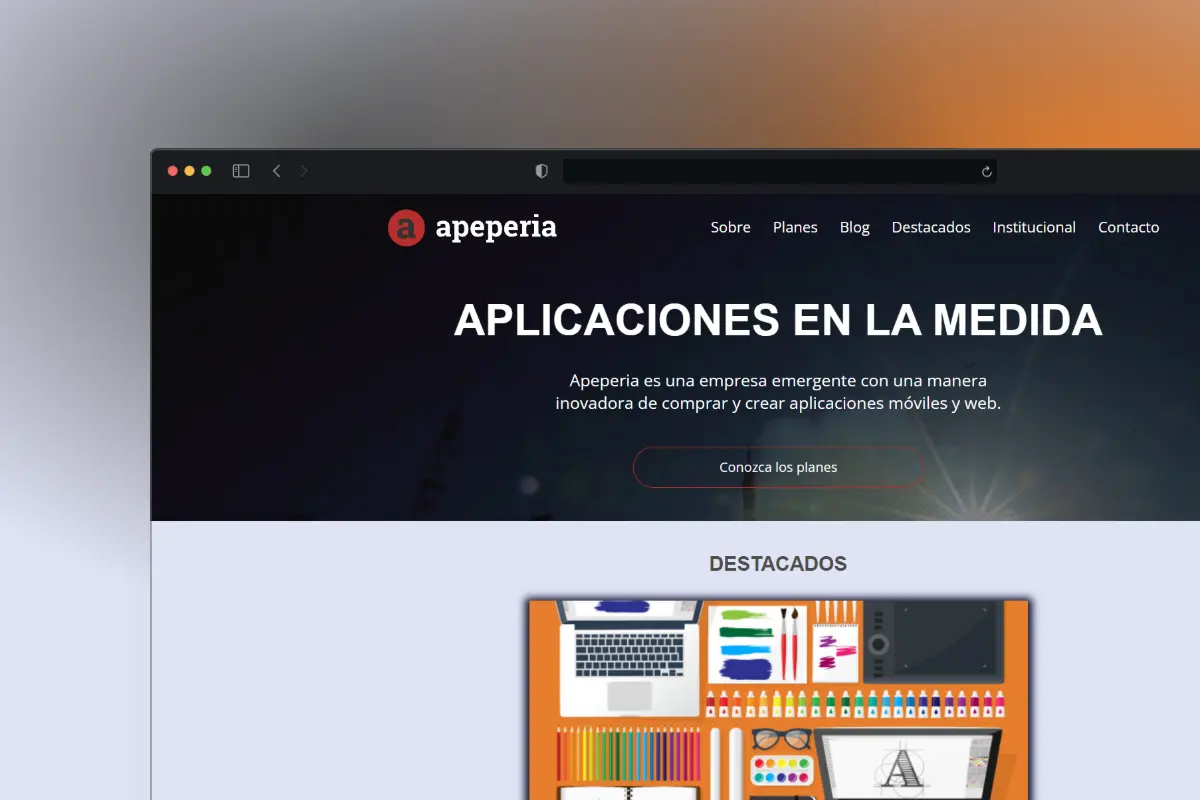 a apeperia
Sobre Planes Blog Destacados Institucional Contacto
APLICACIONES EN LA MEDIDA
Apeperia es una empresa emergente con una manera
inovadora de comprar y crear aplicaciones móviles y web.
Conozca los planes
DESTACADOS
A